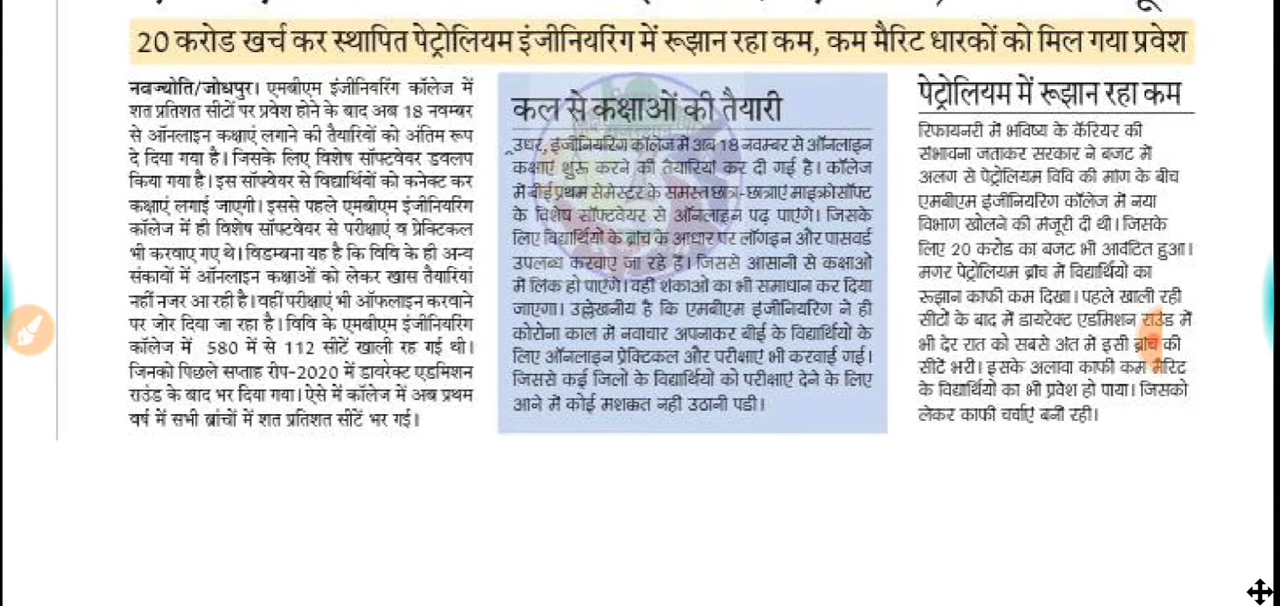 20 करोड खर्च कर स्थापित पेट्रोलियम इंजीनियरिंग में रूझान रहा कम, कम मैरिट धारकों को मिल गया प्रवेश
नवज्योति/जोधपुर। एमबीएम इंजीनियरिंग कॉलेज में
शत प्रतिशत सीटों पर प्रवेश होने के बाद अब 18 नवम्बर
से ऑनलाइन कक्षाएं लगाने की तैयारियों को अंतिम रूप
दे दिया गया है। जिसके लिए विशेष सॉफ्टवेयर डवलप
किया गया है। इस सॉफ्वेयर से विद्यार्थियों को कनेक्ट कर
कक्षाएं लगाई जाएगी। इससे पहले एमबीएम इंजीनियरिंग
कॉलेज में ही विशेष सॉफ्टवेयर से परीक्षाएं व प्रेक्टिकल
भी करवाए गए थे। विडम्बना यह है कि विवि के ही अन्य
संकायों में ऑनलाइन कक्षाओं को लेकर खास तैयारियां
नहीं नजर आ रही है। वहीं परीक्षाएं भी ऑफलाइन करवाने
पर जोर दिया जा रहा है। विवि के एमबीएम इंजीनियरिंग
कॉलेज में 580 में से 112 सीटें खाली रह गई थी।
जिनको पिछले सप्ताह रीप-2020 में डायरेक्ट एडमिशन
राउंड के बाद भर दिया गया। ऐसे में कॉलेज में अब प्रथम
वर्ष में सभी ब्रांचों में शत प्रतिशत सीटें भर गई।
कल से कक्षाओं की तैयारी
उधर, इंजीनियरिंग कॉलेज में अब 18 नवम्बर से ऑनलाइन
कक्षाएं शुरू करने की तैयारियां कर दी गई है। कॉलेज
में बीई प्रथम सेमेस्टर के समस्त छात्र-छात्राएं माइक्रोसॉफ्ट
के विशेष सॉफ्टवेयर से ऑनलाइन पढ़ पाएंगे। जिसके
लिए विद्यार्थियों के ब्रांच के आधार पर लॉगइन और पासवर्ड
उपलब्ध करवाए जा रहे हैं। जिससे आसानी से कक्षाओं
में लिंक हो पाएंगे। वहीं शंकाओं का भी समाधान कर दिया
जाएगा। उल्लेखनीय है कि एमबीएम इंजीनियरिंग ने ही
कोरोना काल में नवाचार अपनाकर बीई के विद्यार्थियों के
लिए ऑनलाइन प्रेक्टिकल और परीक्षाएं भी करवाई गई।
जिससे कई जिलों के विद्यार्थियों को परीक्षाएं देने के लिए
आने में कोई मशक्कत नहीं उठानी पडी।
पेट्रोलियम में रूझान रहा कम
रिफायनरी में भविष्य के कॅरियर की
संभावना जताकर सरकार ने बजट में
अलग से पेट्रोलियम विवि की मांग के बीच
एमबीएम इंजीनियरिंग कॉलेज में नया
विभाग खोलने की मंजूरी दी थी। जिसके
लिए 20 करोड का बजट भी आवंटित हुआ।
मगर पेट्रोलियम ब्रांच में विद्यार्थियों का
रूझान काफी कम दिखा। पहले खाली रही
सीटों के बाद में डायरेक्ट एडमिशन राउंड में
भी देर रात को सबसे अंत में इसी ब्रांच की
सीटें भरी। इसके अलावा काफी कम मैरिट
के विद्यार्थियों का भी प्रवेश हो पाया। जिसको
लेकर काफी चर्चाएं बनी रही।